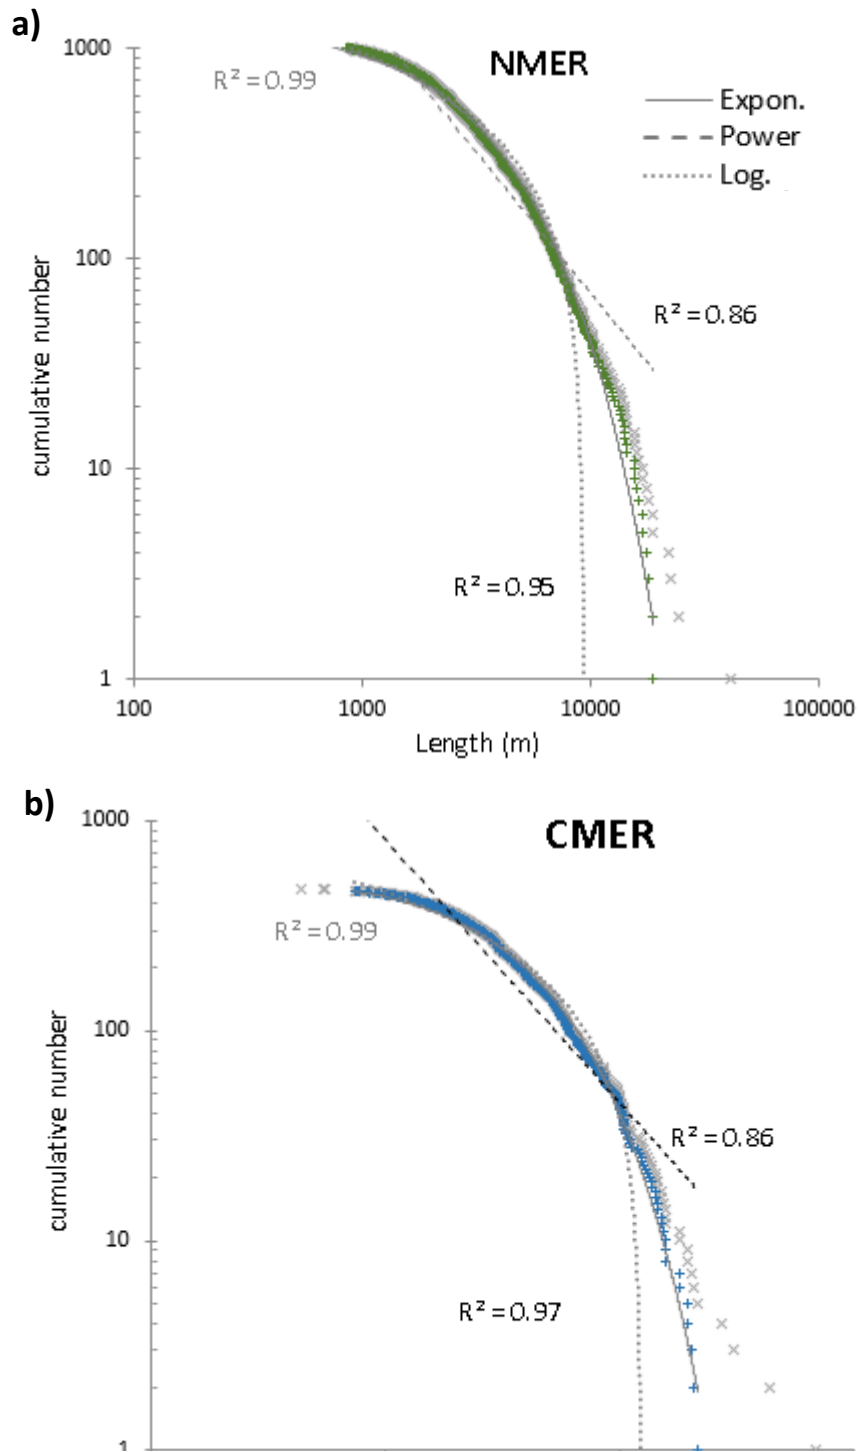 a)
NMER
1000
R² = 0.99
Expon.
Power
Log.
100
R² = 0.86
cumulative number
10
R² = 0.95
1
100
1000
10000
100000
Length (m)
b)
CMER
1000
R² = 0.99
100
R² = 0.86
cumulative number
10
R² = 0.97
1